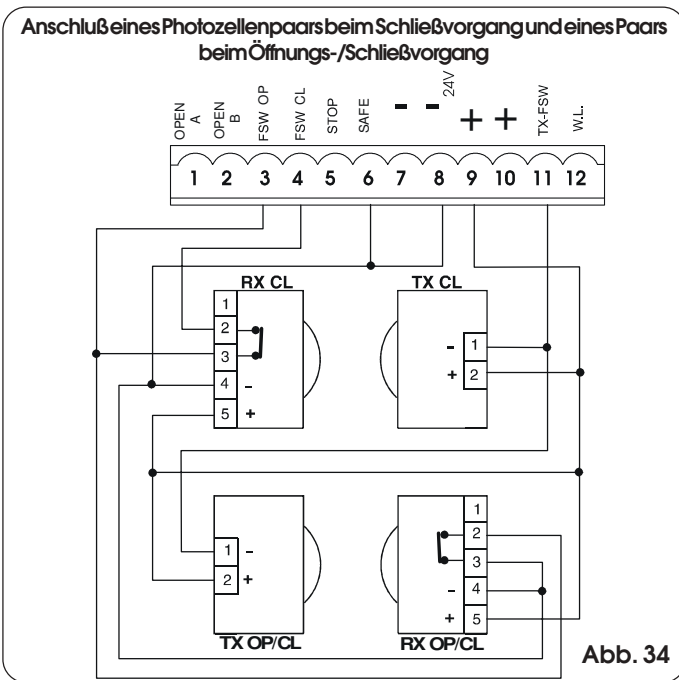 Anschluß eines Photozellenpaars beim Schließvorgang und eines Paars
beim Öffnungs-/Schließvorgang
OPEN A
OPEN B
FSW OP
FSW CL
STOP
SAFE
-
-
24V
+
+
TX-FSW
W.L.
1 2 3 4 5 6 7 8 9 10 11 12
RX CL
1
2
3
4 -
5 +
TX CL
- 1
+ 2
1 -
2 +
TX OP/CL
1
2
3
- 4
+ 5
RX OP/CL
Abb. 34